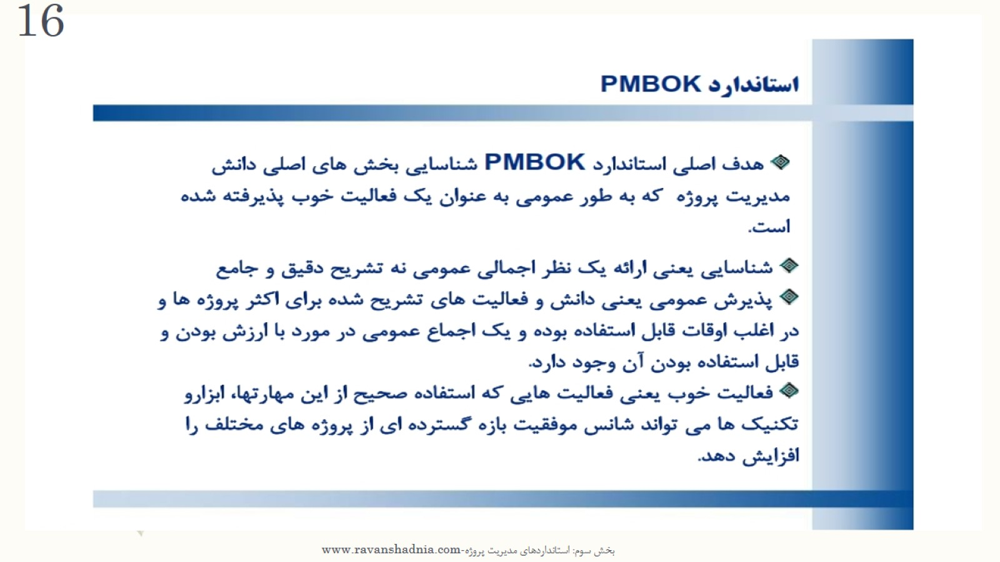 16
استاندارد PMBOK
هدف اصلی استاندارد PMBOK شناسایی بخش های اصلی دانش
مدیریت پروژه که به طور عمومی به عنوان یک فعالیت خوب پذیرفته شده
است.
شناسایی یعنی ارائه یک نظر اجمالی عمومی نه تشریح دقیق و جامع
پذیرش عمومی یعنی دانش و فعالیت های تشریح شده برای اکثر پروژه ها و
در اغلب اوقات قابل استفاده بوده و یک اجماع عمومی در مورد با ارزش بودن و
قابل استفاده بودن آن وجود دارد.
فعالیت خوب یعنی فعالیت هایی که استفاده صحیح از این مهارتها، ابزارو
تکنیک ها می تواند شانس موفقیت بازه گسترده ای از پروژه های مختلف را
افزایش دهد.
بخش سوم: استانداردهای مدیریت پروژه-www.ravanshadnia.com